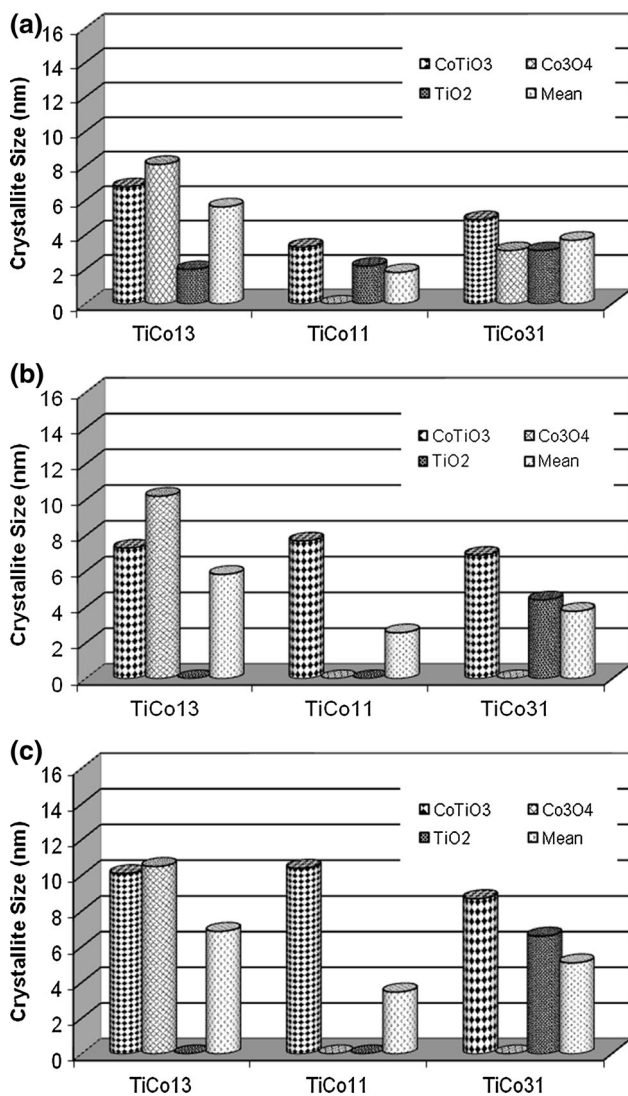 (a)
Crystallite Size (nm)
16
14
12
10
8
6
4
2
0
CoTiO3
Co3O4
TiO2
Mean
TiCo13
TiCo11
TiCo31
(b)
Crystallite Size (nm)
16
14
12
10
8
6
4
2
0
CoTiO3
Co3O4
TiO2
Mean
TiCo13
TiCo11
TiCo31
(c)
Crystallite Size (nm)
16
14
12
10
8
6
4
2
0
CoTiO3
Co3O4
TiO2
Mean
TiCo13
TiCo11
TiCo31